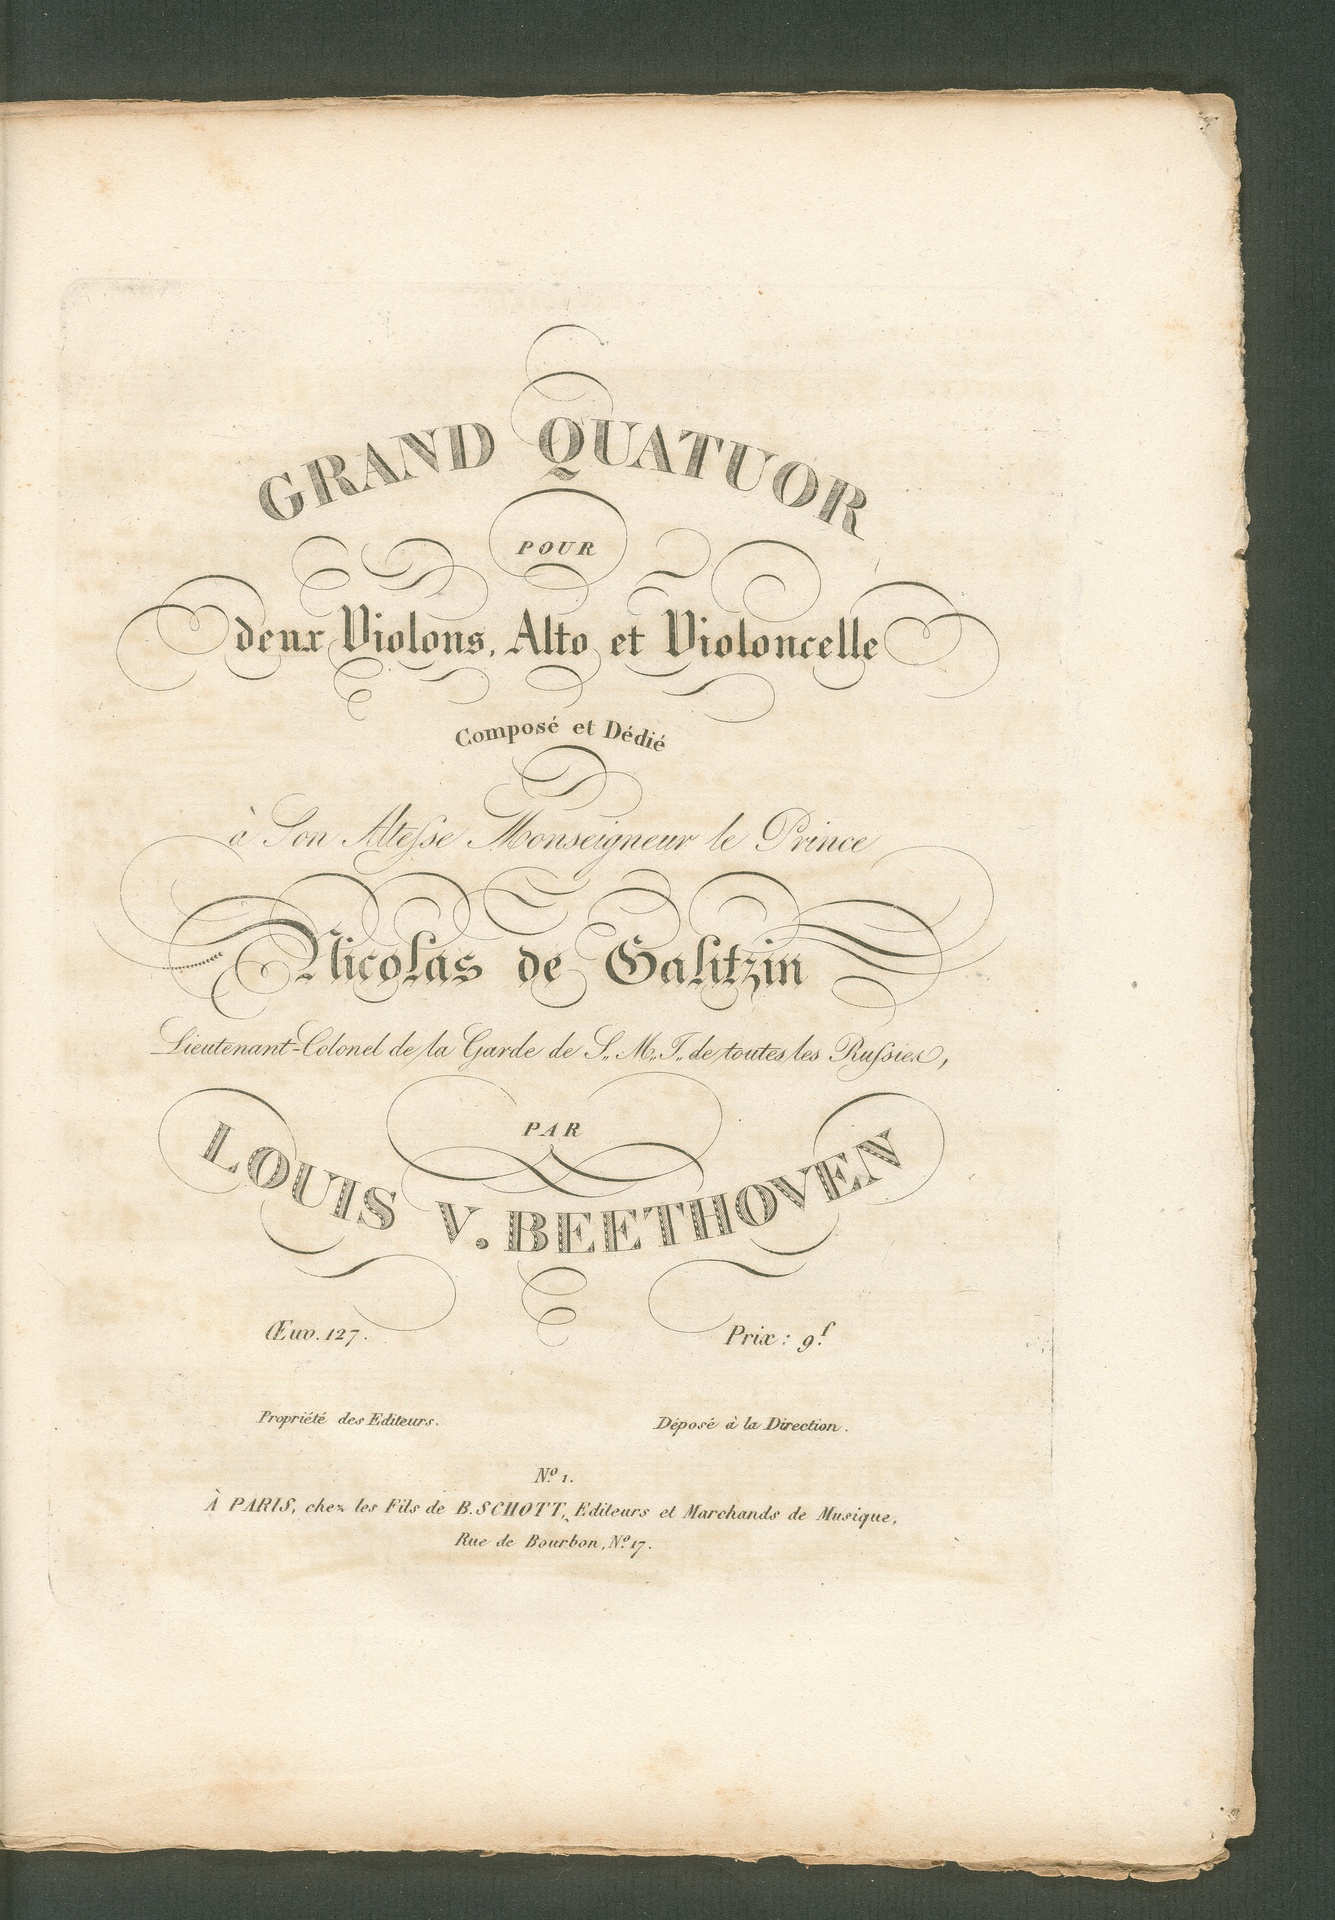 GRAND QUATUOR
POUR
deux Violons, Alto et Violoncelle
Composé et Dédié
à Son Altesse Monseigneur le Prince
Nicolas de Galitzin
Lieutenant-Colonel de la Garde de S. M. I. de toutes les Russies,
PAR
LOUIS V. BEETHOVEN
Œuv. 127. Prix : 9.f
Propriété des Editeurs. Déposé à la Direction.
No. 1.
À PARIS, chez les Fils de B. SCHOTT, Editeurs et Marchands de Musique,
Rue de Bourbon, No. 17.